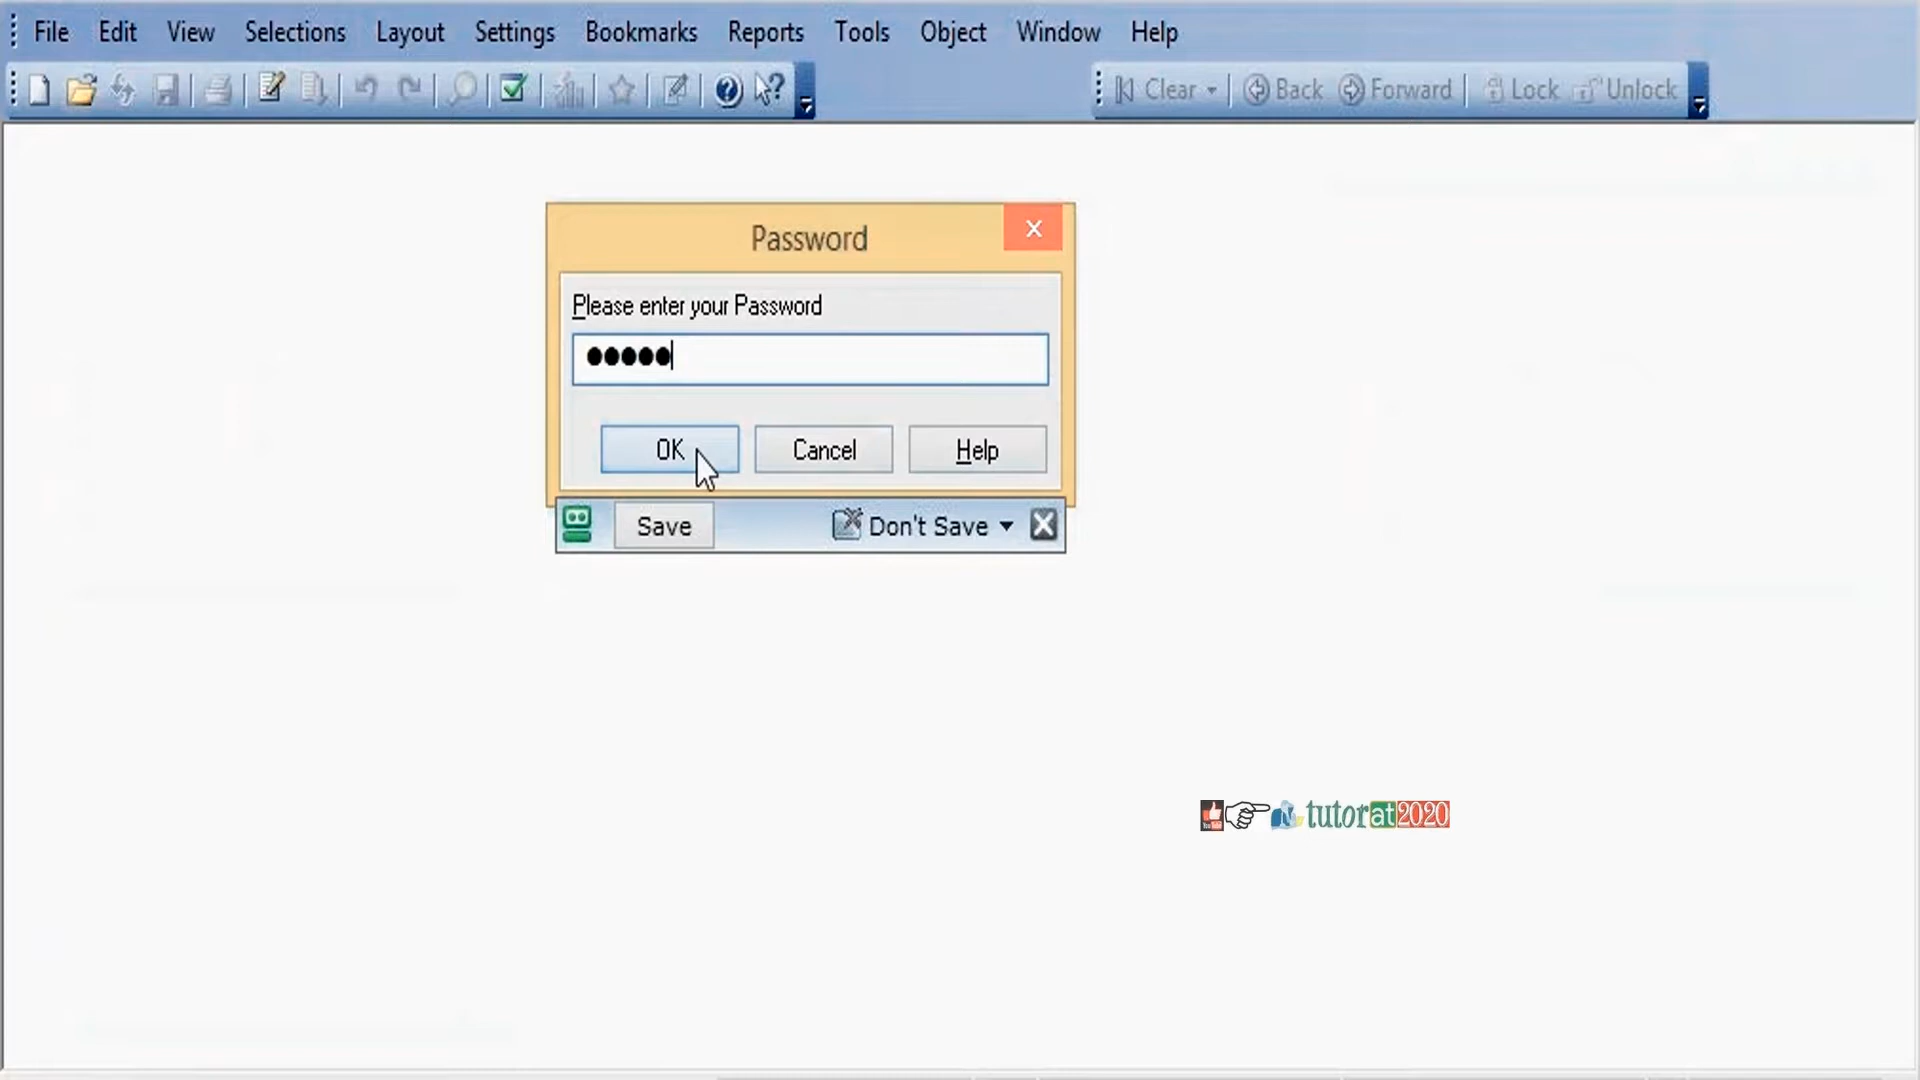 File Edit View Selections Layout Settings Bookmarks Reports Tools Object Window Help
Clear Back Forward Lock Unlock
Password
Please enter your Password
OK Cancel Help
Save Don't Save
tutorat2020